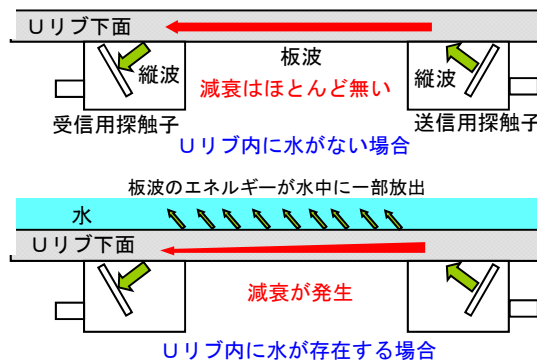 Uリブ下面
板波
縦波
縦波
減衰はほとんど無い
受信用探触子
送信用探触子
Uリブ内に水がない場合
板波のエネルギーが水中に一部放出
水
Uリブ下面
減衰が発生
Uリブ内に水が存在する場合